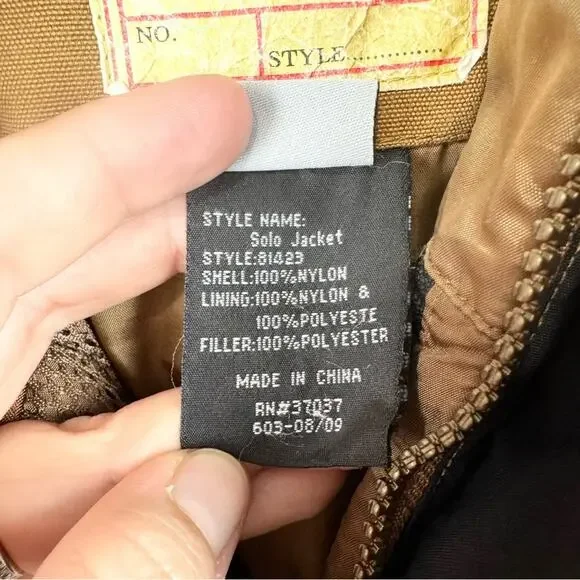 NO.
STYLE..............
STYLE NAME:
Solo Jacket
STYLE:81423
SHELL:100%NYLON
LINING:100%NYLON &
100%POLYESTE
FILLER:100%POLYESTER
MADE IN CHINA
RN#37037
603-08/09